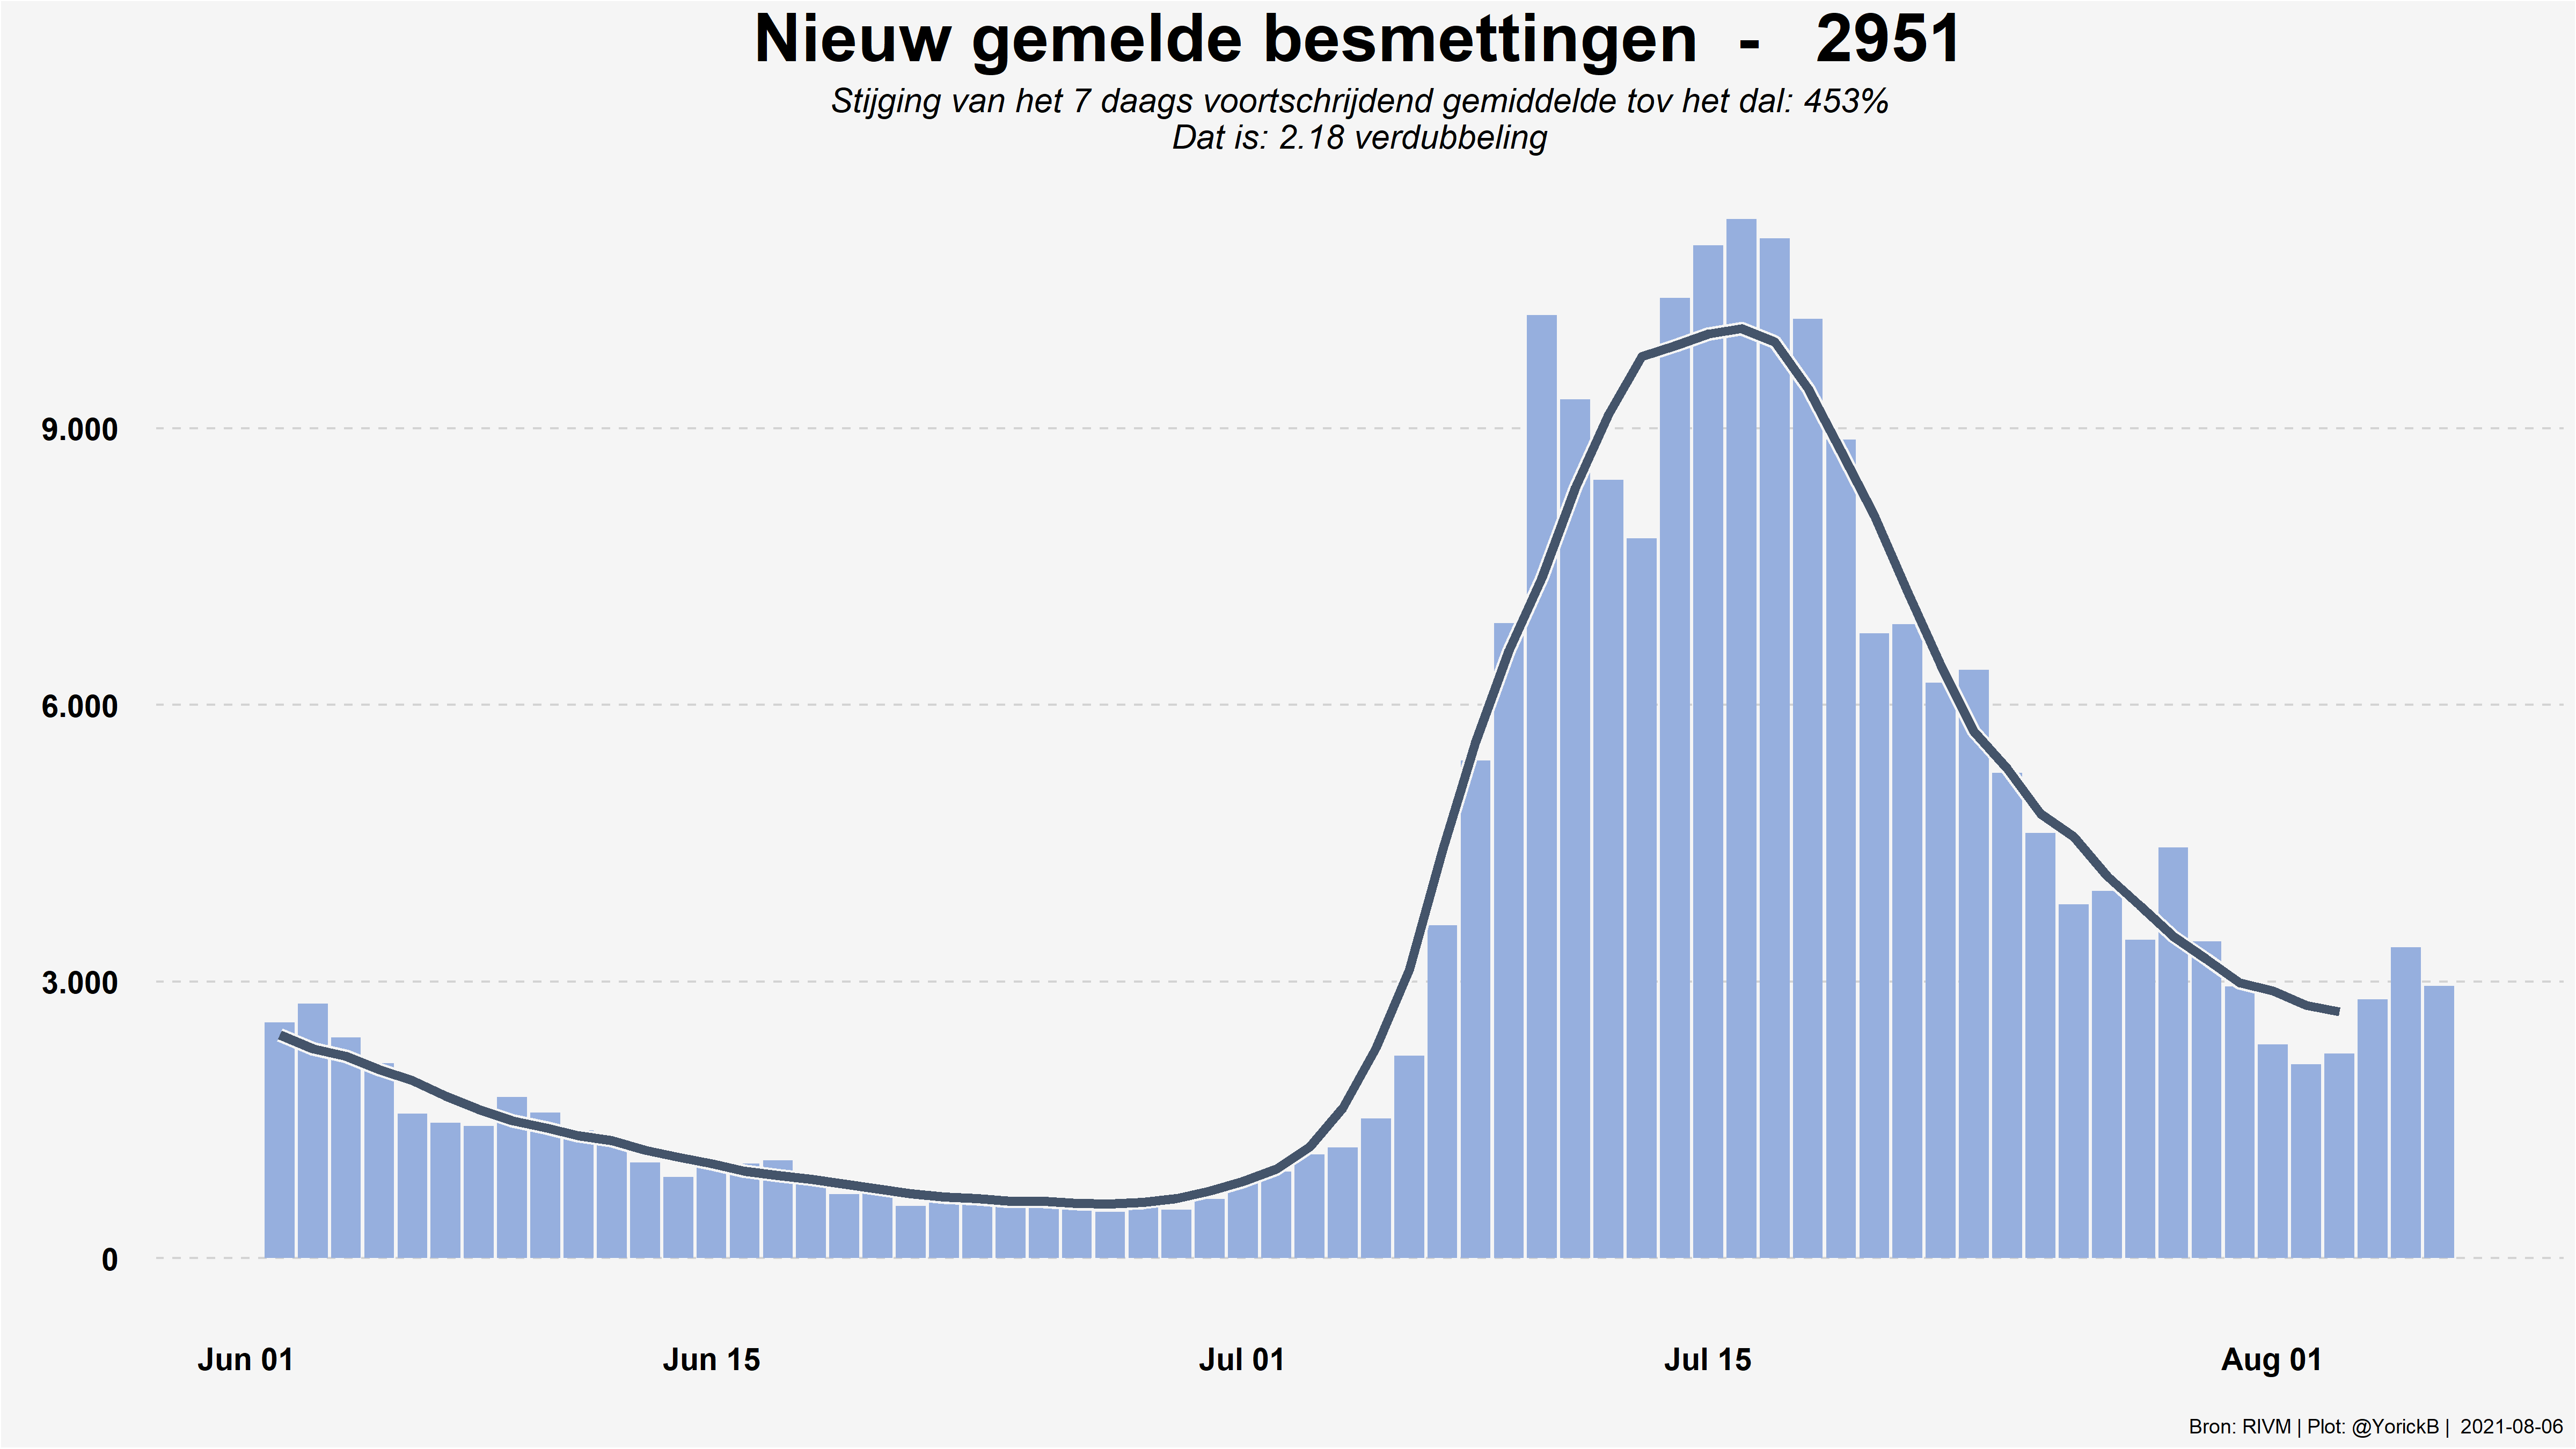 Nieuw gemelde besmettingen - 2951
Stijging van het 7 daags voortschrijdend gemiddelde tov het dal: 453%
Dat is: 2.18 verdubbeling
9.000
6.000
3.000
0
Jun 01 Jun 15 Jul 01 Jul 15 Aug 01
Bron: RIVM | Plot: @YorickB | 2021-08-06